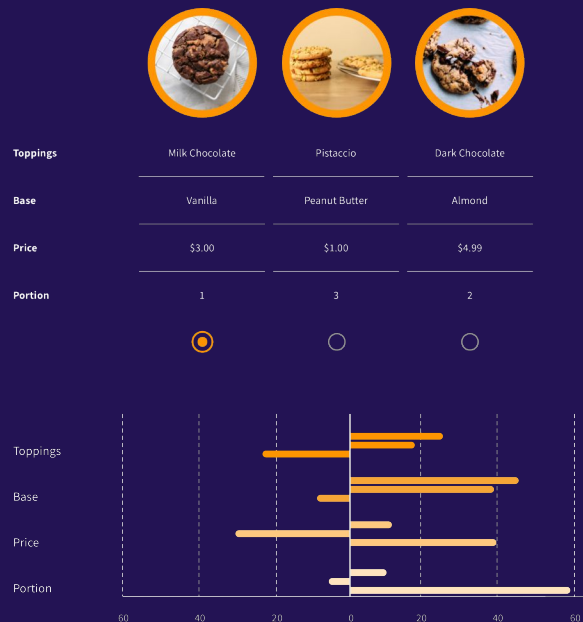 Toppings Milk Chocolate Pistaccio Dark Chocolate
Base Vanilla Peanut Butter Almond
Price $3.00 $1.00 $4.99
Portion 1 3 2
Toppings
Base
Price
Portion
60 40 20 0 20 40 60